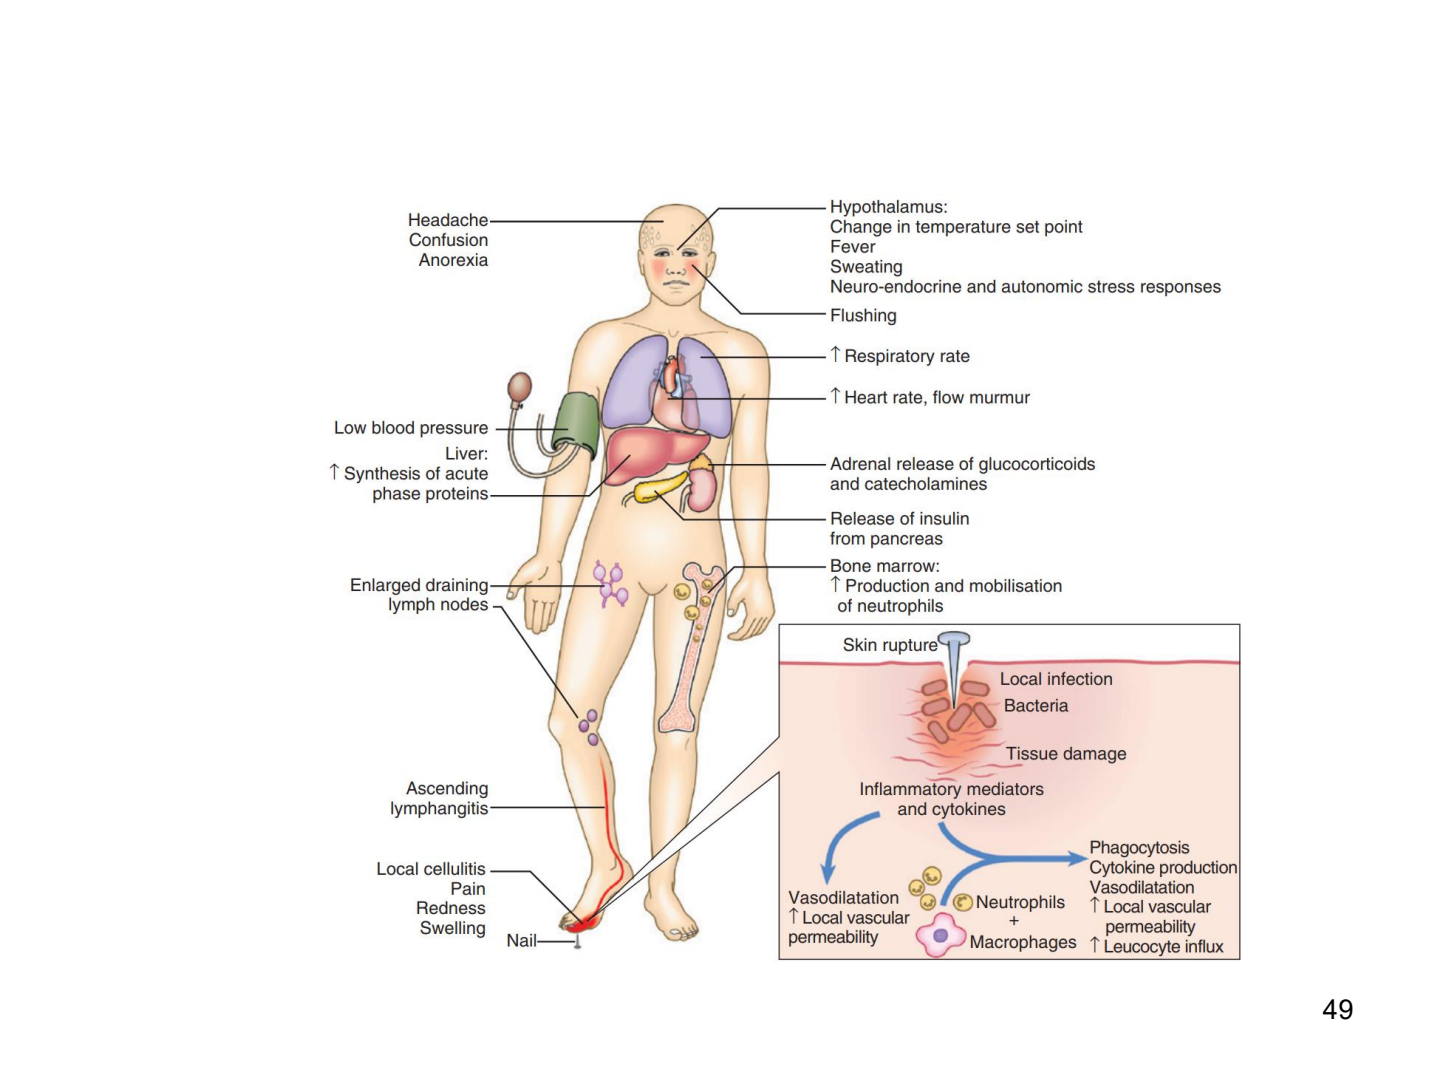 Headache
Confusion
Anorexia
Hypothalamus:
Change in temperature set point
Fever
Sweating
Neuro-endocrine and autonomic stress responses
Flushing
↑ Respiratory rate
↑ Heart rate, flow murmur
Low blood pressure
Liver:
↑ Synthesis of acute
phase proteins
Adrenal release of glucocorticoids
and catecholamines
Release of insulin
from pancreas
Bone marrow:
↑ Production and mobilisation
of neutrophils
Enlarged draining
lymph nodes
Ascending
lymphangitis
Local cellulitis
Pain
Redness
Swelling
Nail
Skin rupture
Local infection
Bacteria
Tissue damage
Inflammatory mediators
and cytokines
Vasodilatation
↑ Local vascular
permeability
Neutrophils
+
Macrophages
Phagocytosis
Cytokine production
Vasodilatation
↑ Local vascular
permeability
↑ Leucocyte influx
49